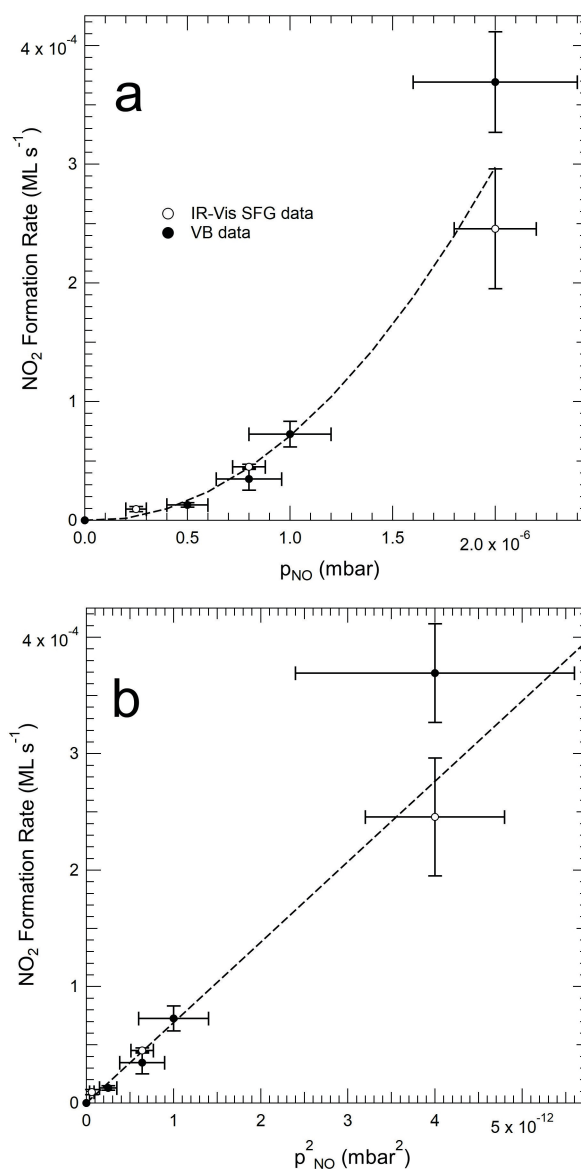 4 x 10⁻⁴
a
3
○ IR-Vis SFG data
● VB data
2
1
0
NO₂ Formation Rate (ML s⁻¹)
0.0 0.5 1.0 1.5 2.0 x 10⁻⁶
p_NO (mbar)
4 x 10⁻⁴
b
3
2
1
0
NO₂ Formation Rate (ML s⁻¹)
0 1 2 3 4 5 x 10⁻¹²
p²_NO (mbar²)